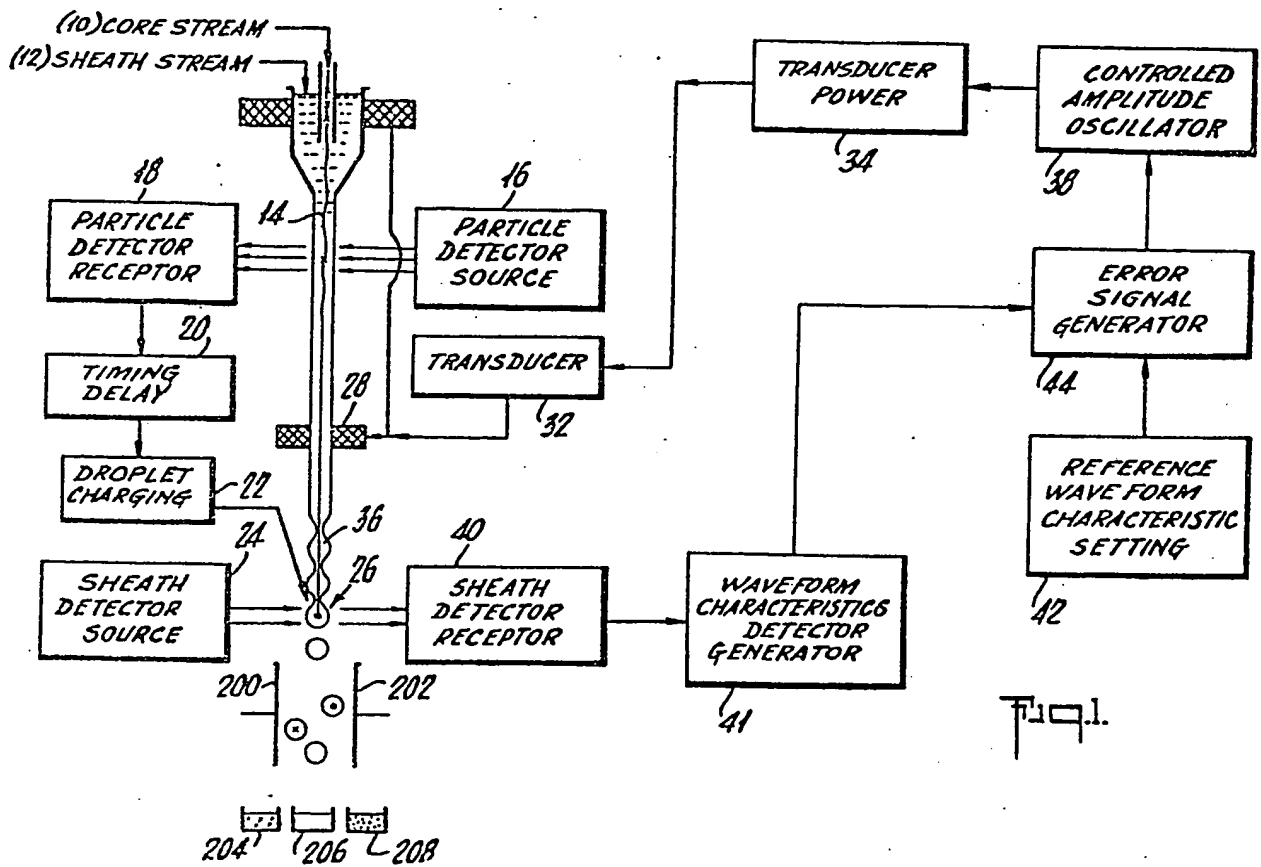 (10) CORE STREAM
(12) SHEATH STREAM
18
PARTICLE
DETECTOR
RECEPTOR
14
16
PARTICLE
DETECTOR
SOURCE
TRANSDUCER
POWER
34
CONTROLLED
AMPLITUDE
OSCILLATOR
38
20
TIMING
DELAY
TRANSDUCER
32
28
ERROR
SIGNAL
GENERATOR
44
DROPLET
CHARGING
22
36
REFERENCE
WAVE FORM
CHARACTERISTIC
SETTING
42
24
SHEATH
DETECTOR
SOURCE
26
40
SHEATH
DETECTOR
RECEPTOR
WAVEFORM
CHARACTERISTICS
DETECTOR
GENERATOR
41
200
202
204
206
208
Fig.1.